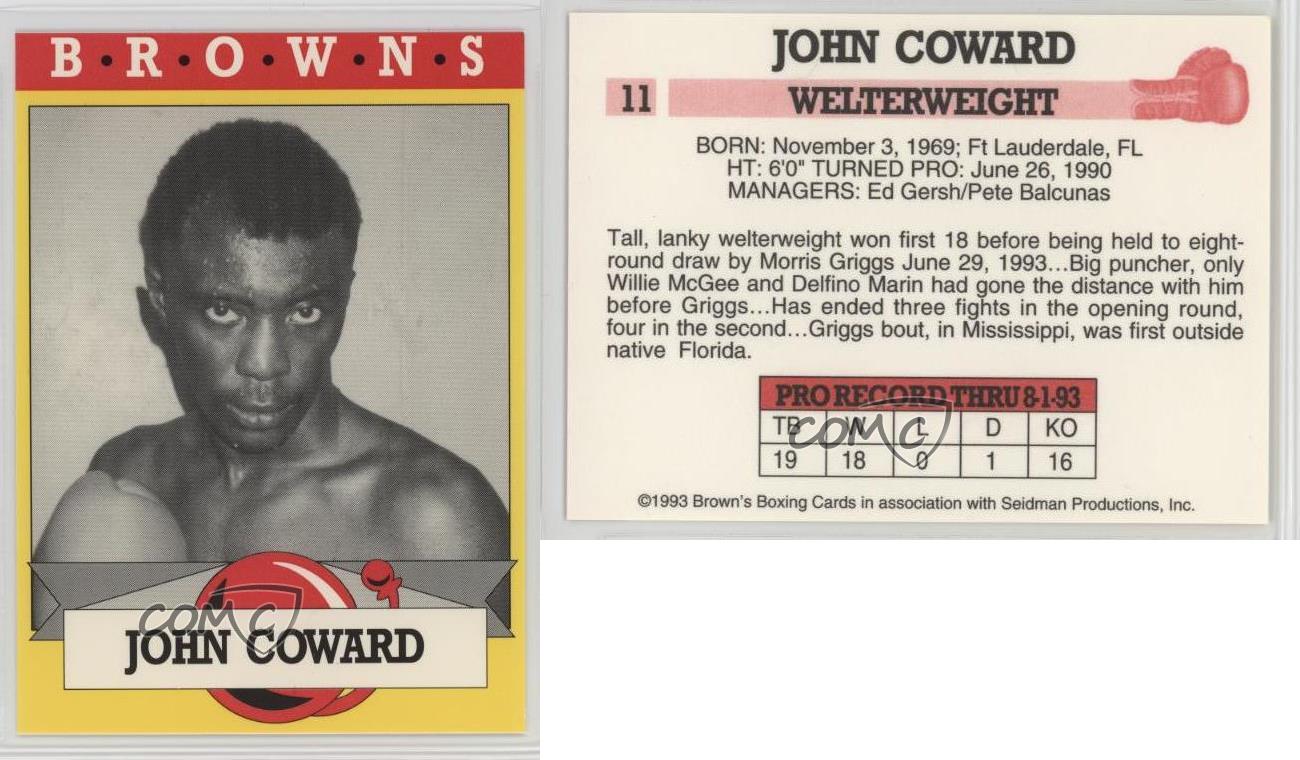 B•R•O•W•N•S
COMC
JOHN COWARD
JOHN COWARD
11
WELTERWEIGHT
BORN: November 3, 1969; Ft Lauderdale, FL
HT: 6'0" TURNED PRO: June 26, 1990
MANAGERS: Ed Gersh/Pete Balcunas
Tall, lanky welterweight won first 18 before being held to eight-
round draw by Morris Griggs June 29, 1993...Big puncher, only
Willie McGee and Delfino Marin had gone the distance with him
before Griggs...Has ended three fights in the opening round,
four in the second...Griggs bout, in Mississippi, was first outside
native Florida.
PRO RECORD THRU 8-1-93
TB W L D KO
COMC
19 18 0 1 16
©1993 Brown's Boxing Cards in association with Seidman Productions, Inc.